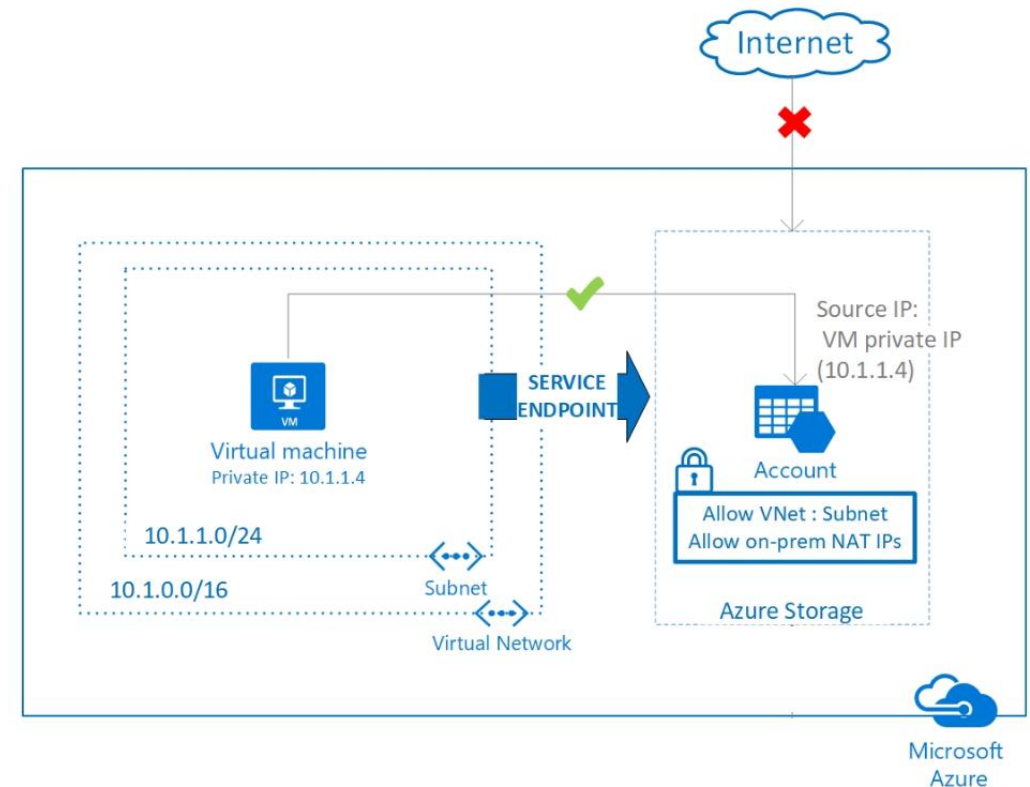 Internet
Source IP:
VM private IP
(10.1.1.4)
SERVICE
ENDPOINT
VM
Virtual machine
Private IP: 10.1.1.4
Account
Allow VNet : Subnet
Allow on-prem NAT IPs
10.1.1.0/24
10.1.0.0/16
Subnet
Azure Storage
Virtual Network
Microsoft
Azure